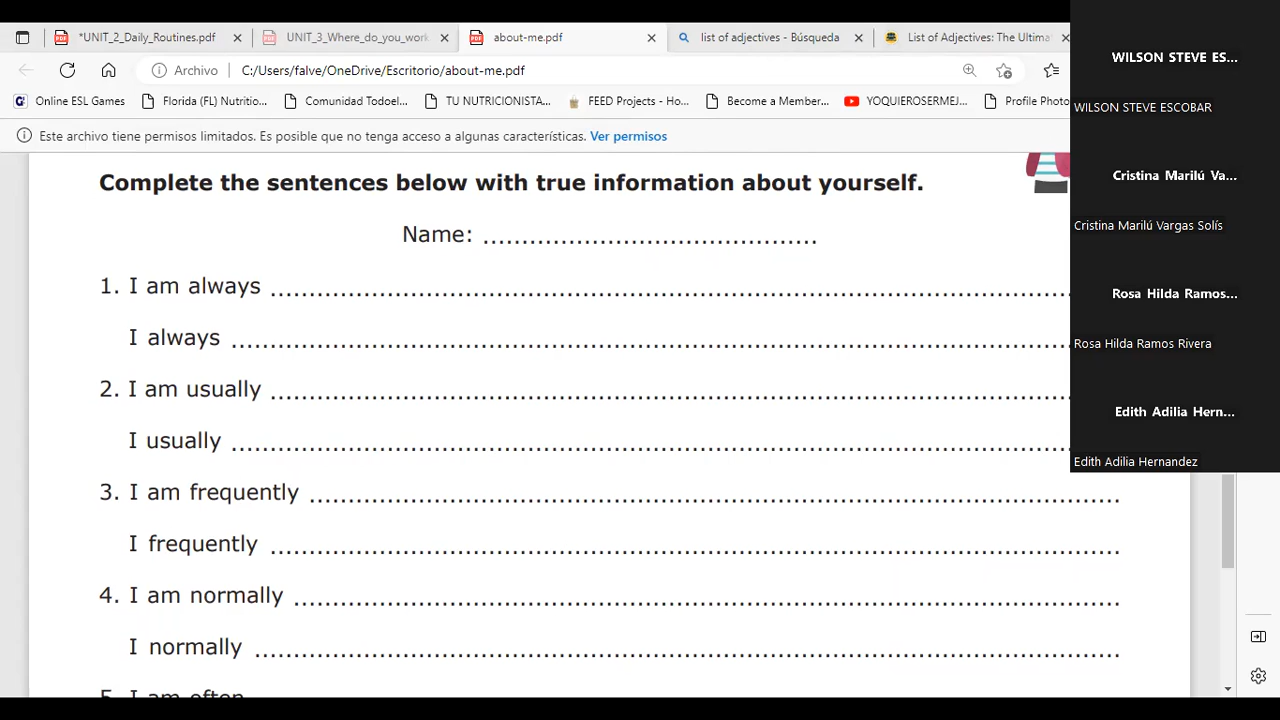 *UNIT_2_Daily_Routines.pdf
UNIT_3_Where_do_you_work
about-me.pdf
list of adjectives - Búsqueda
List of Adjectives: The Ultima
Archivo
C:/Users/falve/OneDrive/Escritorio/about-me.pdf
Online ESL Games
Florida (FL) Nutritio...
Comunidad Todoel...
TU NUTRICIONISTA...
FEED Projects - Ho...
Become a Member...
YOQUIEROSERMEJ...
Profile Photo
Este archivo tiene permisos limitados. Es posible que no tenga acceso a algunas características. Ver permisos
Complete the sentences below with true information about yourself.
Name: ...........................................
1. I am always ....................................................................................................
I always ....................................................................................................
2. I am usually ....................................................................................................
I usually ....................................................................................................
3. I am frequently ....................................................................................................
I frequently ....................................................................................................
4. I am normally ....................................................................................................
I normally ....................................................................................................
5. I am often
WILSON STEVE ES...
WILSON STEVE ESCOBAR
Cristina Marilú Va...
Cristina Marilú Vargas Solís
Rosa Hilda Ramos...
Rosa Hilda Ramos Rivera
Edith Adilia Hern...
Edith Adilia Hernandez